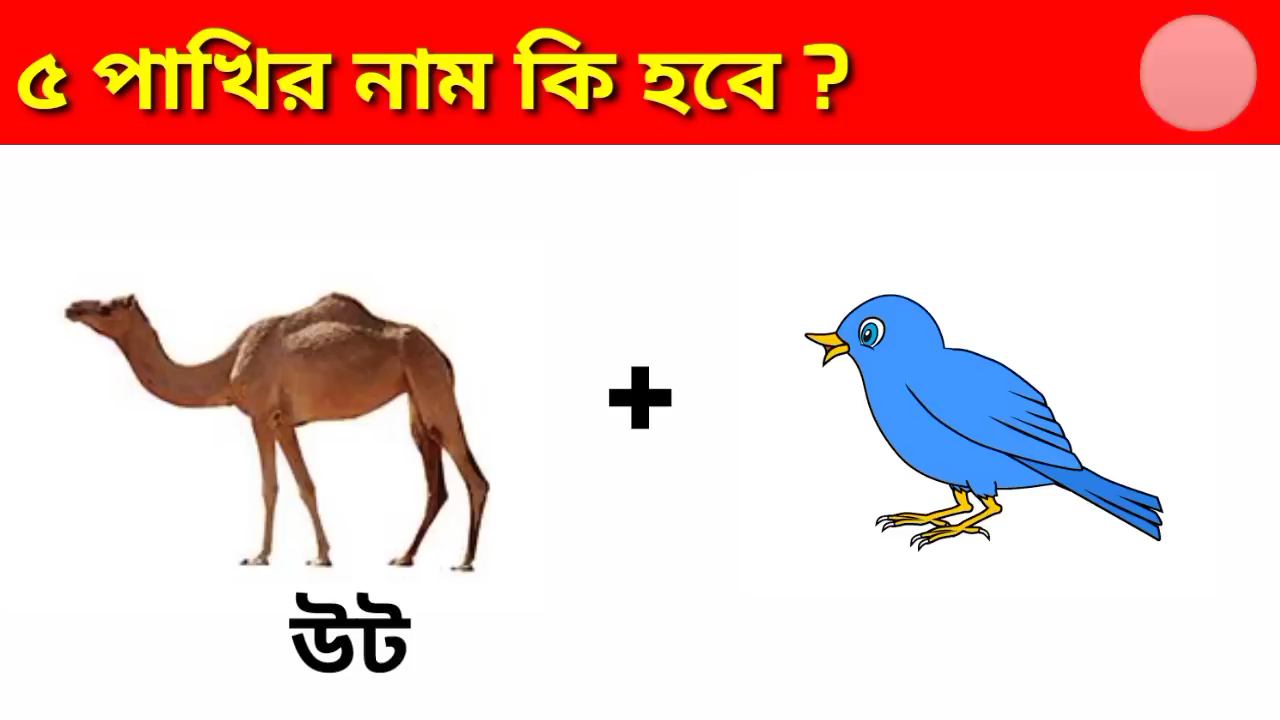 ৫ পাখির নাম কি হবে ?
+
উট